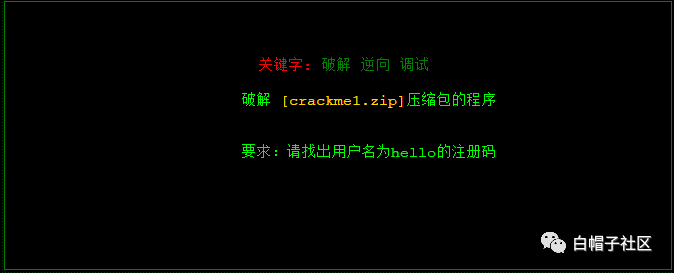 关键字: 破解 逆向 调试
破解 [crackme1.zip]压缩包的程序
要求：请找出用户名为hello的注册码
白帽子社区